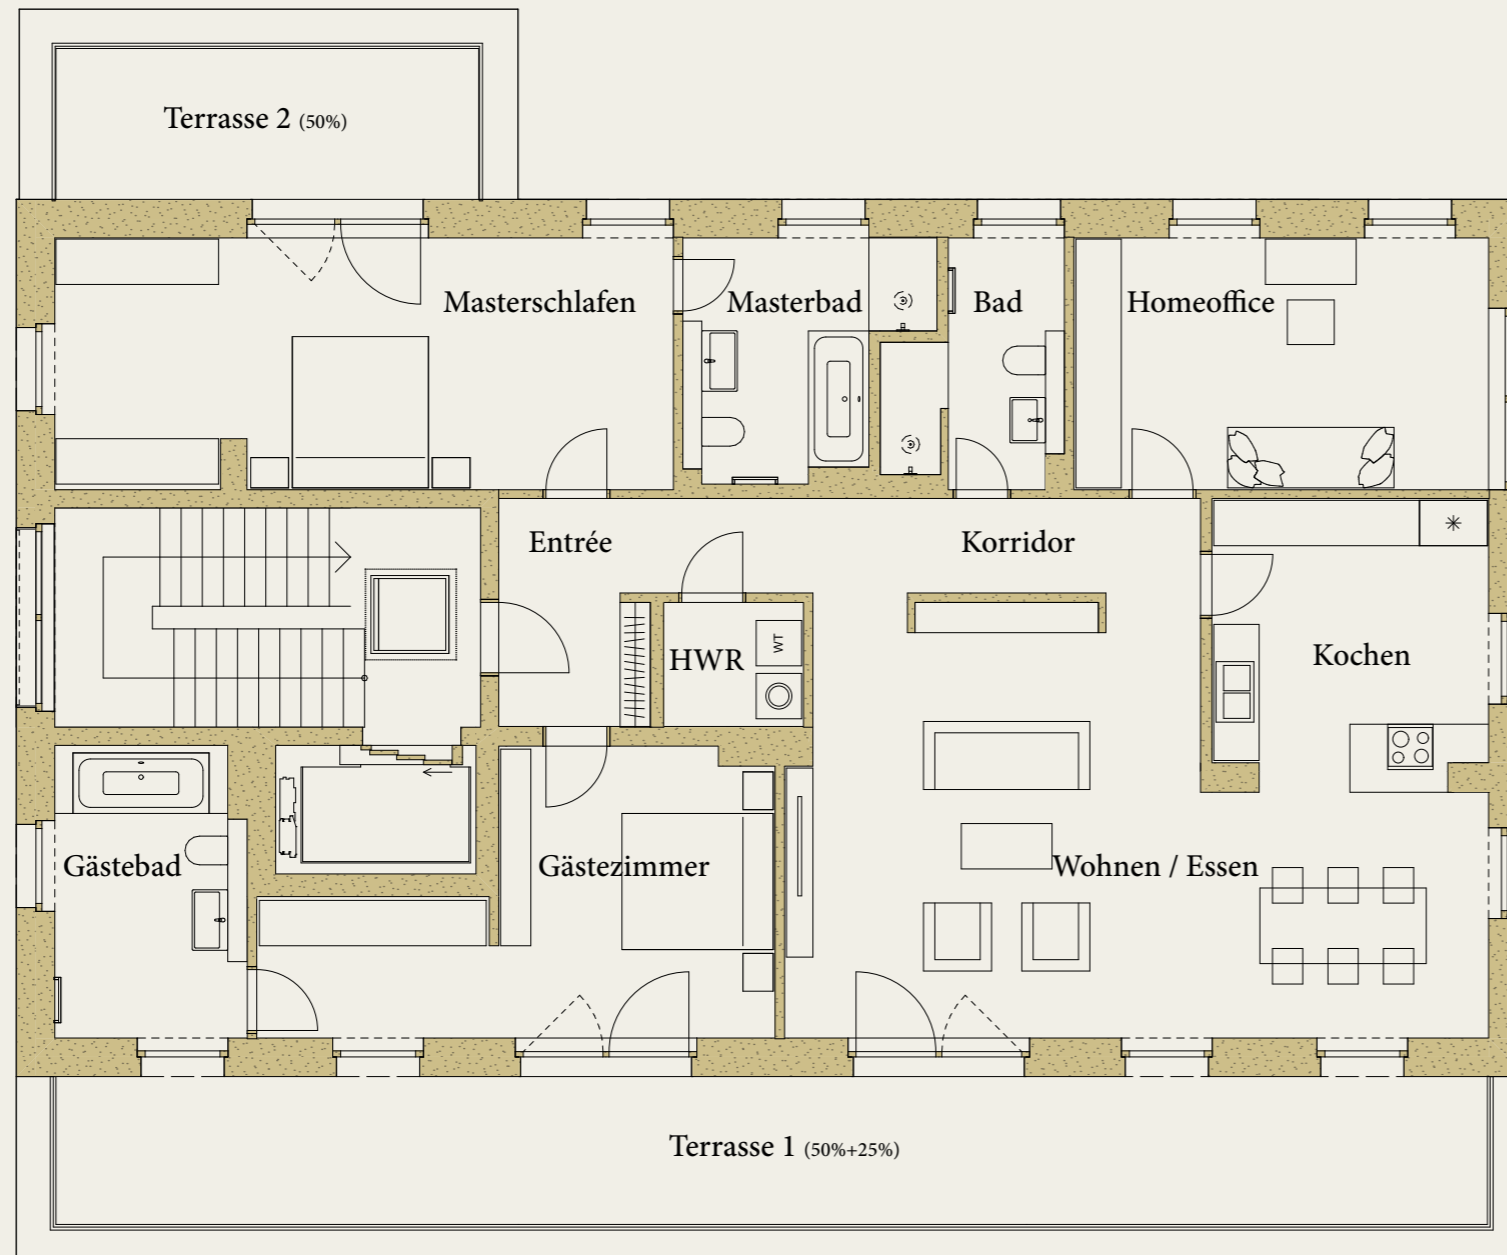 Terrasse 2 (50%)
Masterschlafen
Masterbad
Bad
Homeoffice
Entrée
Korridor
HWR
WT
Kochen
Gästebad
Gästezimmer
Wohnen / Essen
Terrasse 1 (50%+25%)